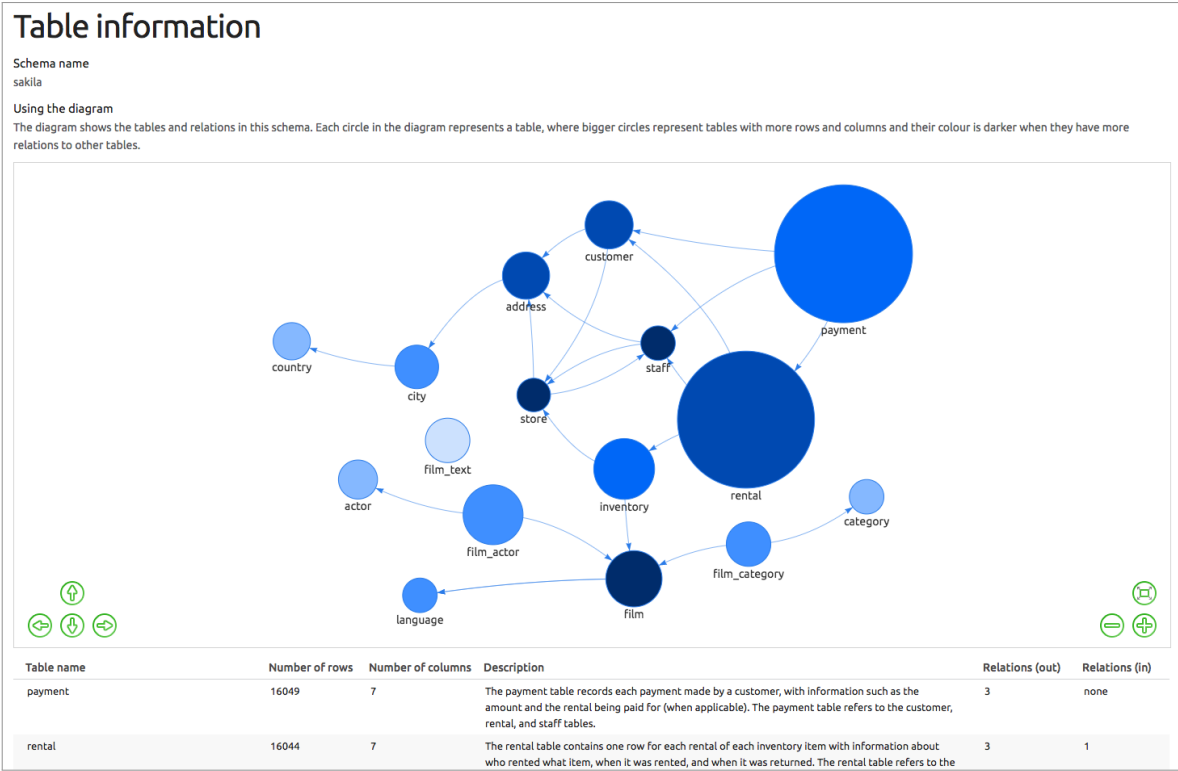 Table information
Schema name
sakila
Using the diagram
The diagram shows the tables and relations in this schema. Each circle in the diagram represents a table, where bigger circles represent tables with more rows and columns and their colour is darker when they have more
relations to other tables.
customer
address
payment
country
staff
city
store
film_text
actor
rental
inventory
category
film_actor
film_category
language
film
Table name Number of rows Number of columns Description Relations (out) Relations (in)
payment 16049 7 The payment table records each payment made by a customer, with information such as the 3 none
amount and the rental being paid for (when applicable). The payment table refers to the customer,
rental, and staff tables.
rental 16044 7 The rental table contains one row for each rental of each inventory item with information about 3 1
who rented what item, when it was rented, and when it was returned. The rental table refers to the